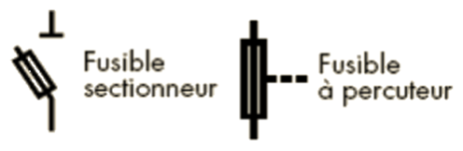 Fusible
sectionneur
Fusible
à percuteur